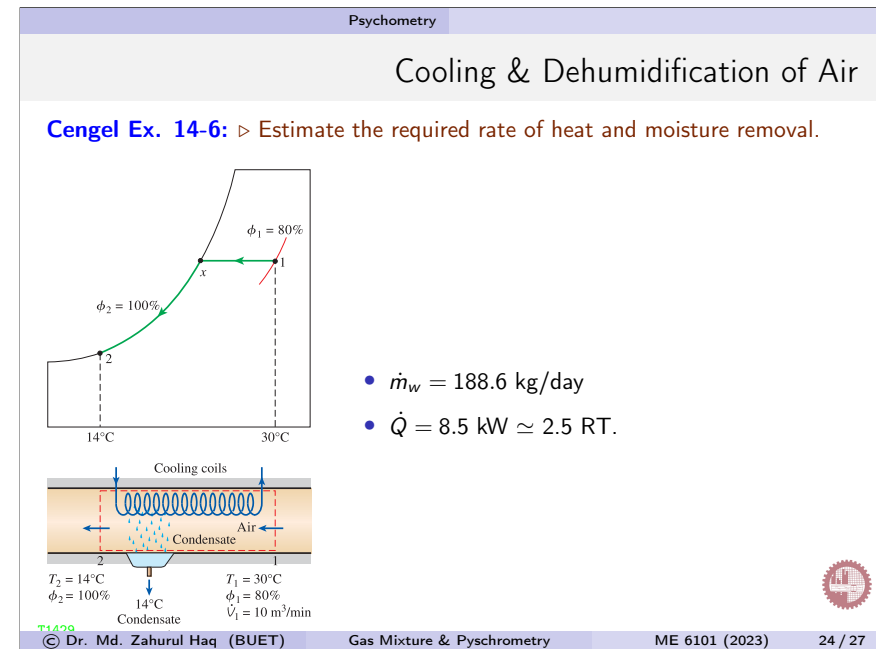 Psychometry
Cooling & Dehumidification of Air
Cengel Ex. 14-6: ▷ Estimate the required rate of heat and moisture removal.
ϕ₁ = 80%
1
x
ϕ₂ = 100%
2
14°C
30°C
• ṁ_w = 188.6 kg/day
• Q̇ = 8.5 kW ≃ 2.5 RT.
Cooling coils
Air
Condensate
2
1
T₂ = 14°C
ϕ₂ = 100%
14°C
Condensate
T₁ = 30°C
ϕ₁ = 80%
V̇₁ = 10 m³/min
T1429
© Dr. Md. Zahurul Haq (BUET) Gas Mixture & Pyschrometry ME 6101 (2023) 24 / 27